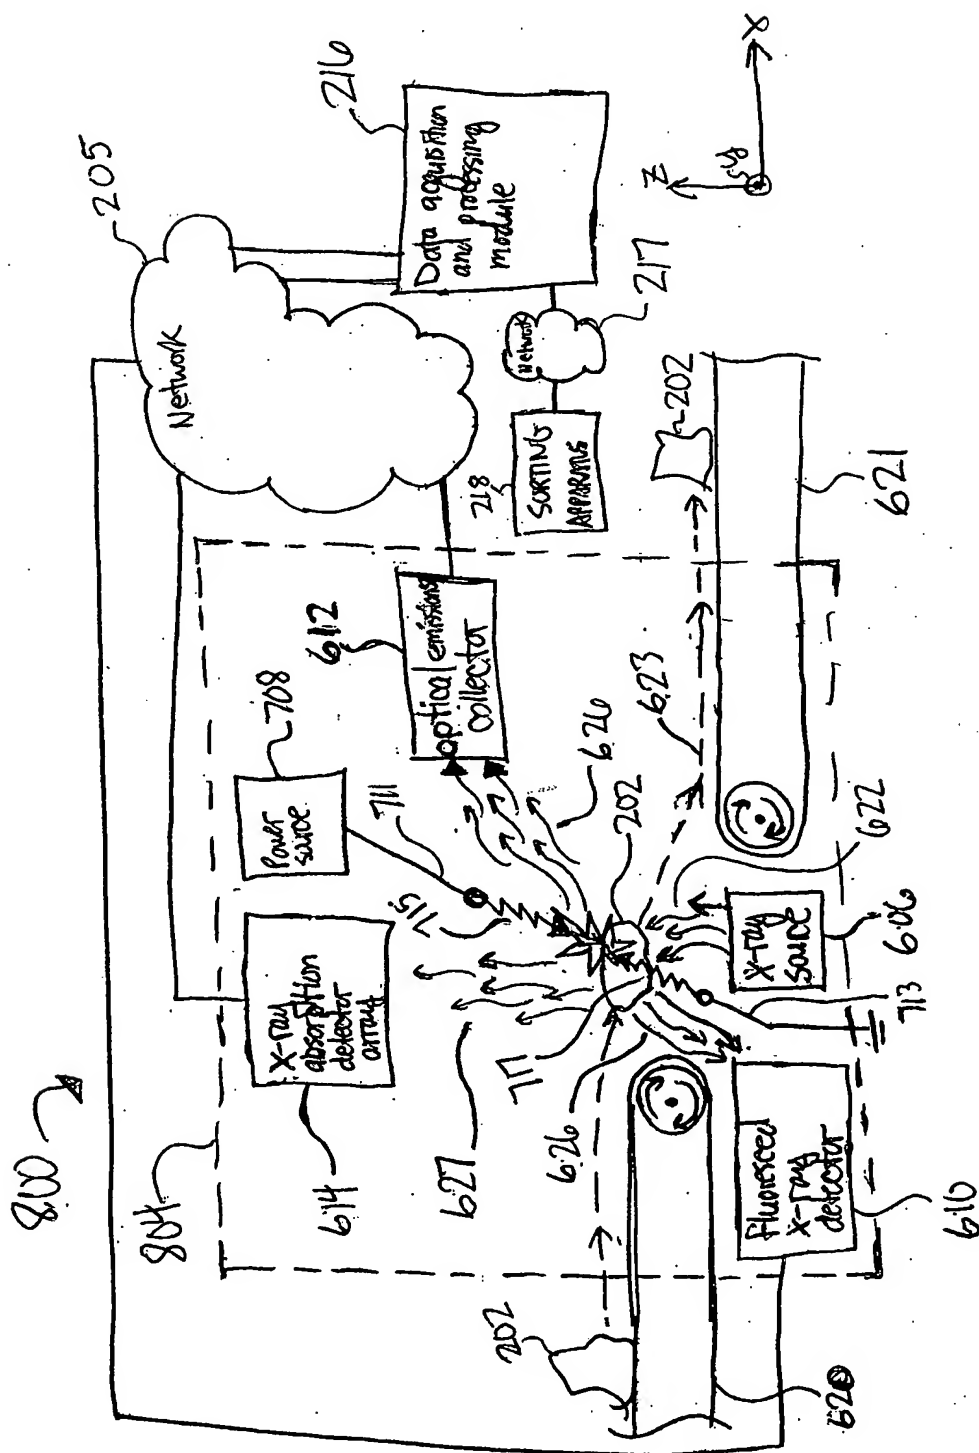 800
804
205
Network
216
Data acquisition
and processing
module
Network
217
218
SORTING
APPARATUS
Z
Y
X
614
X-ray
absorption
detector
array
708
Power
source
711
715
612
optical emissions
collector
627
626
717
626
202
202
202
623
622
X-ray
source
606
713
Fluoresced
x-ray
detector
610
620
621